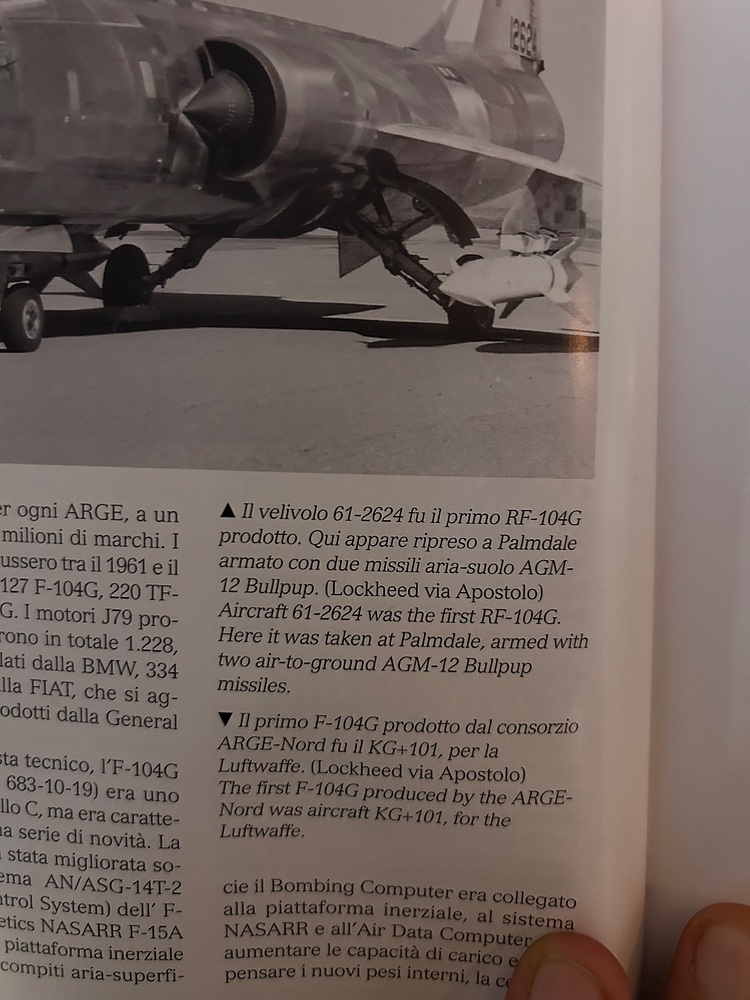 12624
er ogni ARGE, a un
milioni di marchi. I
ussero tra il 1961 e il
127 F-104G, 220 TF-
G. I motori J79 pro-
rono in totale 1.228,
lati dalla BMW, 334
lla FIAT, che si ag-
odotti dalla General
sta tecnico, l'F-104G
683-10-19) era uno
llo C, ma era caratte-
na serie di novità. La
stata migliorata so-
ema AN/ASG-14T-2
ntrol System) dell' F-
etics NASARR F-15A
piattaforma inerziale
compiti aria-superfi-
▲ Il velivolo 61-2624 fu il primo RF-104G
prodotto. Qui appare ripreso a Palmdale
armato con due missili aria-suolo AGM-
12 Bullpup. (Lockheed via Apostolo)
Aircraft 61-2624 was the first RF-104G.
Here it was taken at Palmdale, armed with
two air-to-ground AGM-12 Bullpup
missiles.
▼ Il primo F-104G prodotto dal consorzio
ARGE-Nord fu il KG+101, per la
Luftwaffe. (Lockheed via Apostolo)
The first F-104G produced by the ARGE-
Nord was aircraft KG+101, for the
Luftwaffe.
cie il Bombing Computer era collegato
alla piattaforma inerziale, al sistema
NASARR e all'Air Data Computer
aumentare le capacità di carico e
pensare i nuovi pesi interni, la